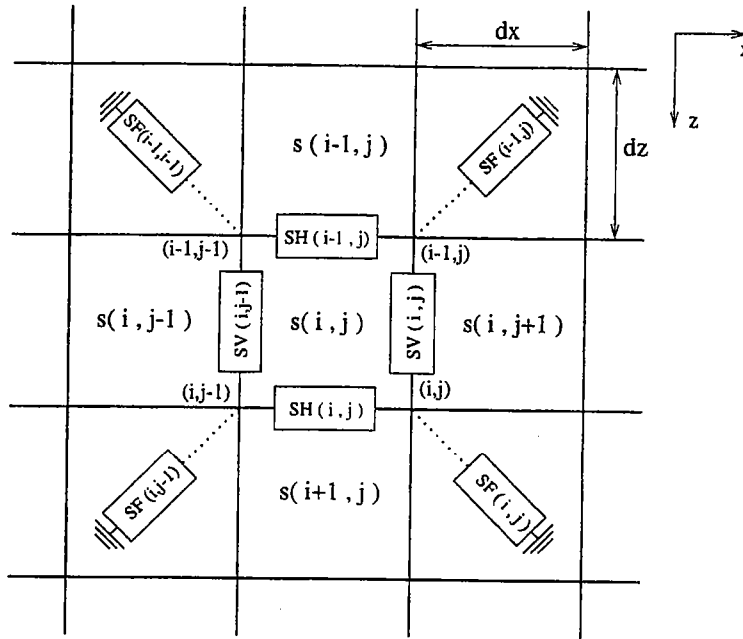 dx
x
SF(i-1,i-1)
s(i-1,j)
SF(i-1,j)
z
dz
(i-1,j-1)
SH(i-1,j)
(i-1,j)
s(i,j-1)
SV(i,j-1)
s(i,j)
SV(i,j)
s(i,j+1)
(i,j-1)
SH(i,j)
(i,j)
SF(i,j-1)
s(i+1,j)
SF(i,j)